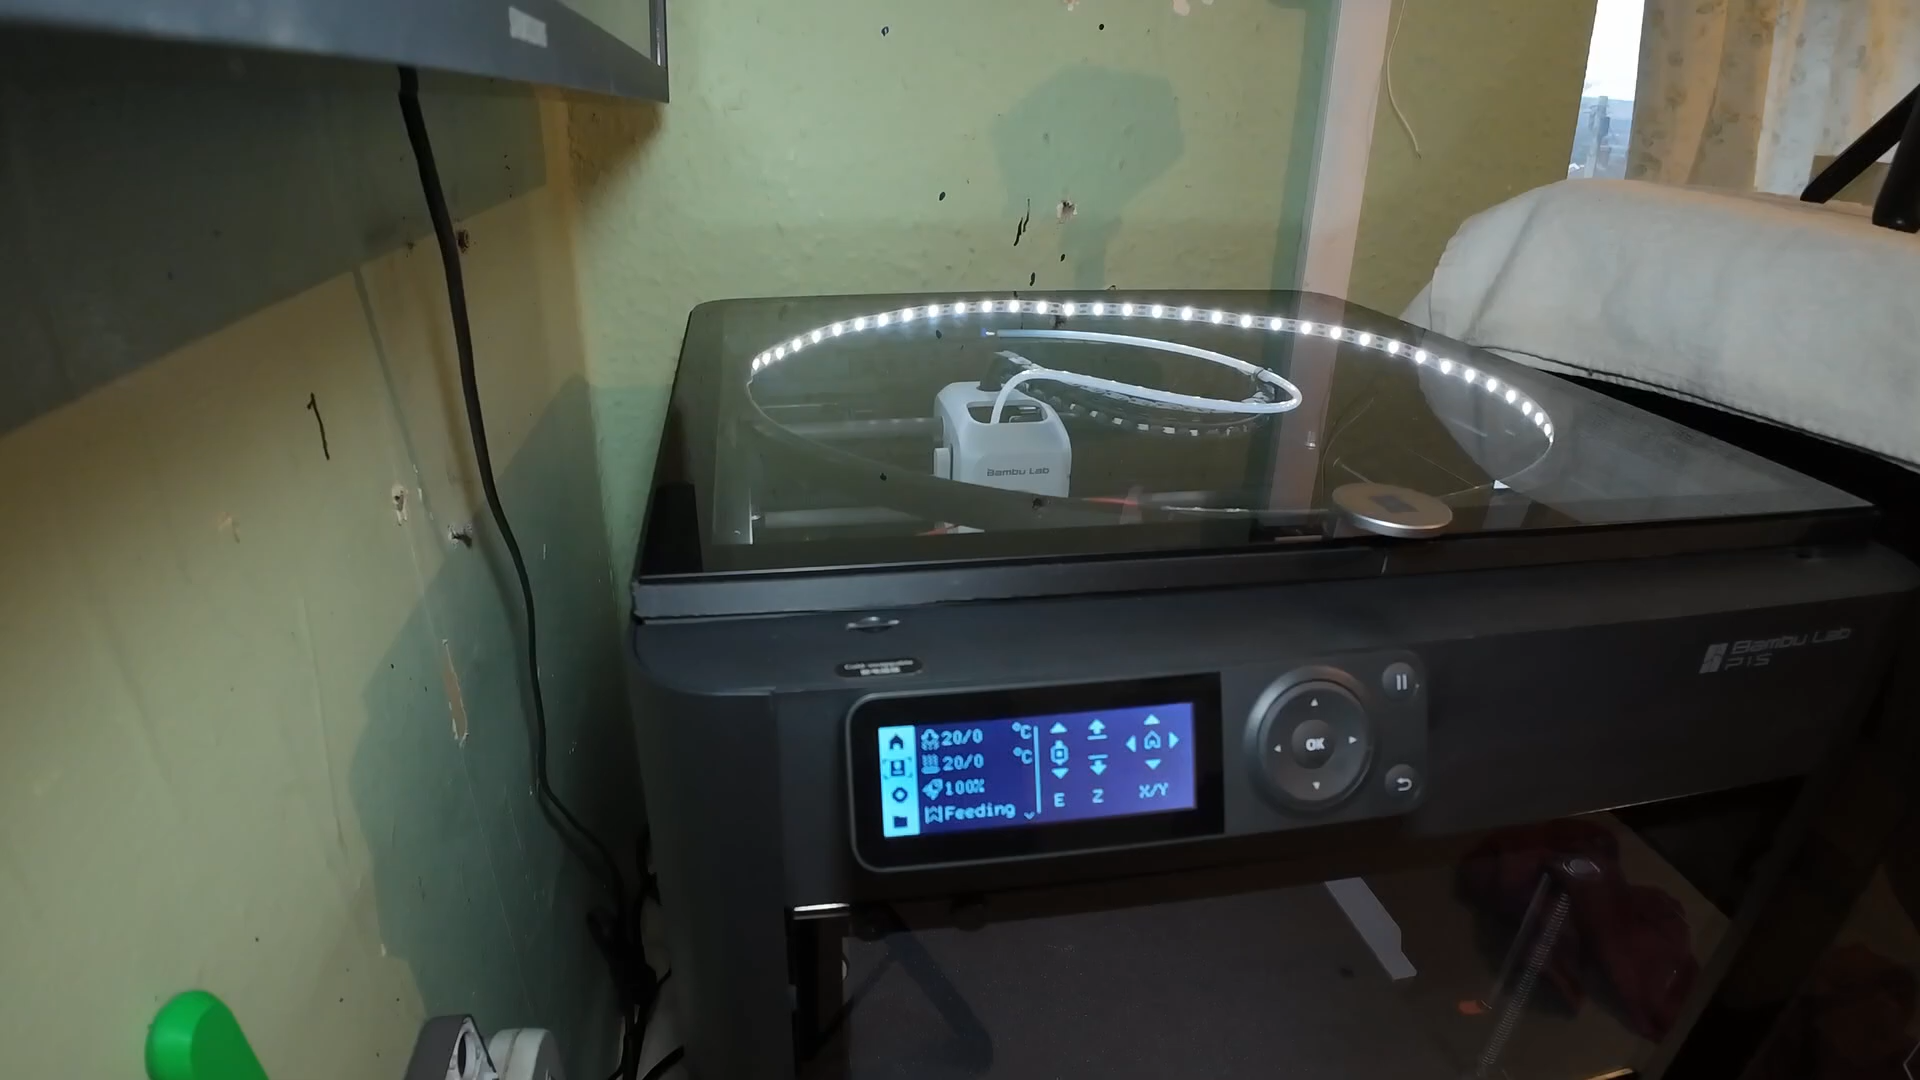 Bambu Lab
Bambu Lab
P1S
20/0 °C
20/0 °C
100%
Feeding
E Z X/Y
OK